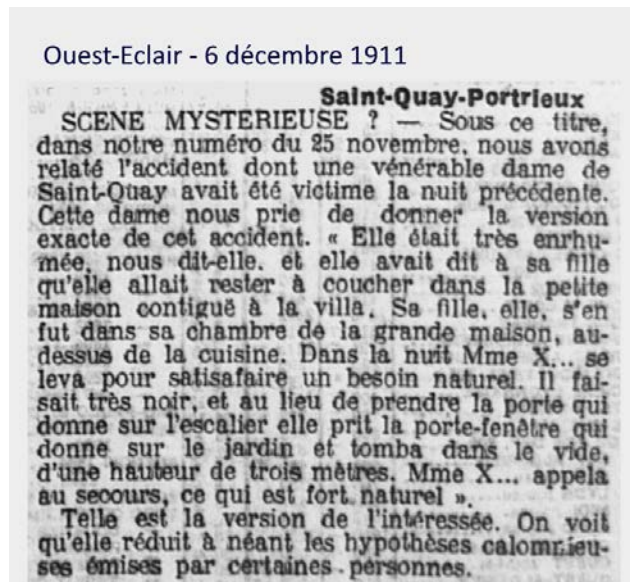 Ouest-Eclair - 6 décembre 1911
Saint-Quay-Portrieux
SCENE MYSTERIEUSE ? — Sous ce titre,
dans notre numéro du 25 novembre, nous avons
relaté l'accident dont une vénérable dame de
Saint-Quay avait été victime la nuit précédente.
Cette dame nous prie de donner la version
exacte de cet accident. « Elle était très enrhu-
mée, nous dit-elle, et elle avait dit à sa fille
qu'elle allait rester à coucher dans la petite
maison contiguë à la villa. Sa fille, elle, s'en
fut dans sa chambre de la grande maison, au-
dessus de la cuisine. Dans la nuit Mme X... se
leva pour satisafaire un besoin naturel. Il fai-
sait très noir, et au lieu de prendre la porte qui
donne sur l'escalier elle prit la porte-fenêtre qui
donne sur le jardin et tomba dans le vide,
d'une hauteur de trois mètres. Mme X... appela
au secours, ce qui est fort naturel ».
Telle est la version de l'intéressée. On voit
qu'elle réduit à néant les hypothèses calomnieu-
ses émises par certaines personnes.